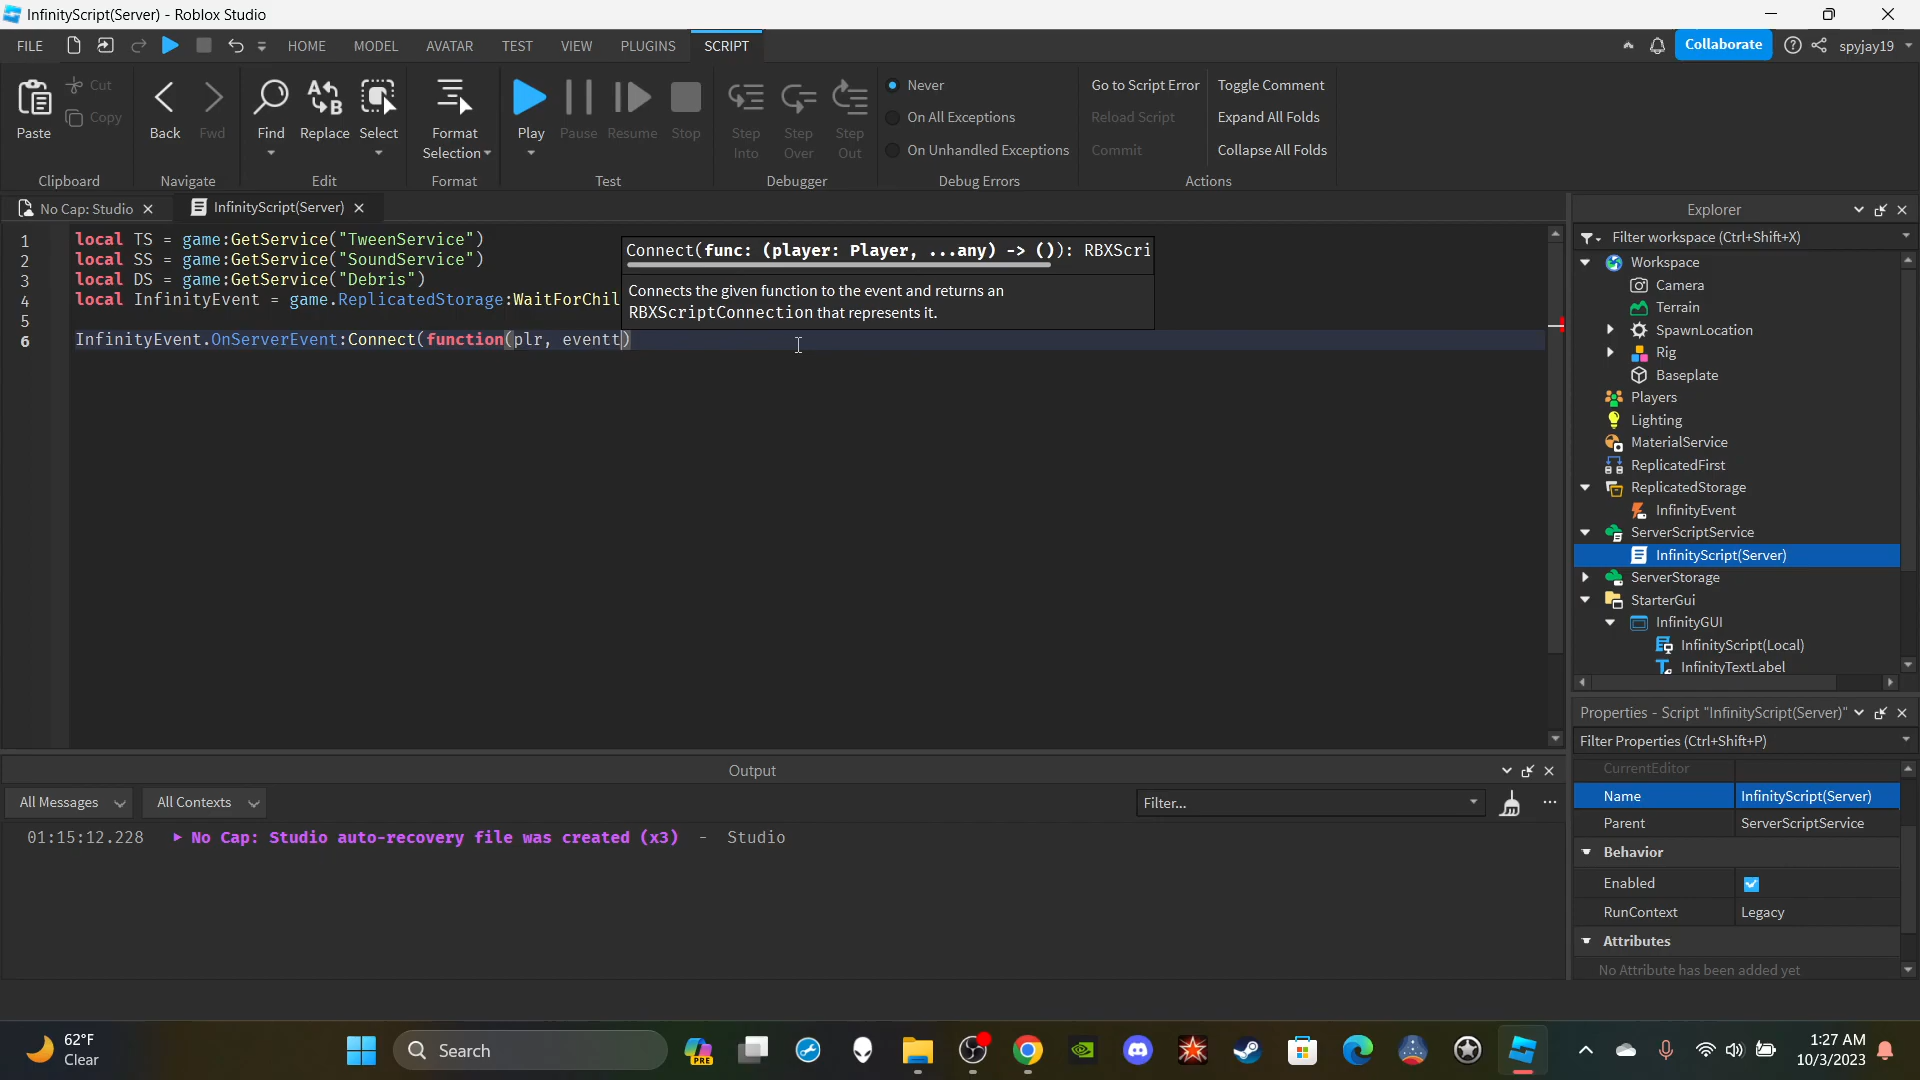 InfinityScript(Server) - Roblox Studio
FILE HOME MODEL AVATAR TEST VIEW PLUGINS SCRIPT Collaborate spyjay19
Paste Cut Copy
Clipboard
Back Fwd
Navigate
Find Replace Select
Edit
Format Selection
Format
Play Pause Resume Stop
Test
Step Into Step Over Step Out
Debugger
Never
On All Exceptions
On Unhandled Exceptions
Debug Errors
Go to Script Error Toggle Comment
Reload Script Expand All Folds
Commit Collapse All Folds
Actions
No Cap: Studio InfinityScript(Server)
1 local TS = game:GetService("TweenService")
2 local SS = game:GetService("SoundService")
3 local DS = game:GetService("Debris")
4 local InfinityEvent = game.ReplicatedStorage:WaitForChil
5
6 InfinityEvent.OnServerEvent:Connect(function(plr, eventt)
Connect(func: (player: Player, ...any) -> ()): RBXScri
Connects the given function to the event and returns an
RBXScriptConnection that represents it.
Explorer
Filter workspace (Ctrl+Shift+X)
Workspace
Camera
Terrain
SpawnLocation
Rig
Baseplate
Players
Lighting
MaterialService
ReplicatedFirst
ReplicatedStorage
InfinityEvent
ServerScriptService
InfinityScript(Server)
ServerStorage
StarterGui
InfinityGUI
InfinityScript(Local)
InfinityTextLabel
Properties - Script "InfinityScript(Server)"
Filter Properties (Ctrl+Shift+P)
CurrentEditor
Name InfinityScript(Server)
Parent ServerScriptService
Behavior
Enabled
RunContext Legacy
Attributes
No Attribute has been added yet
Output
All Messages All Contexts Filter...
01:15:12.228 No Cap: Studio auto-recovery file was created (x3) - Studio
62°F
Clear
Search
PRE
1:27 AM
10/3/2023